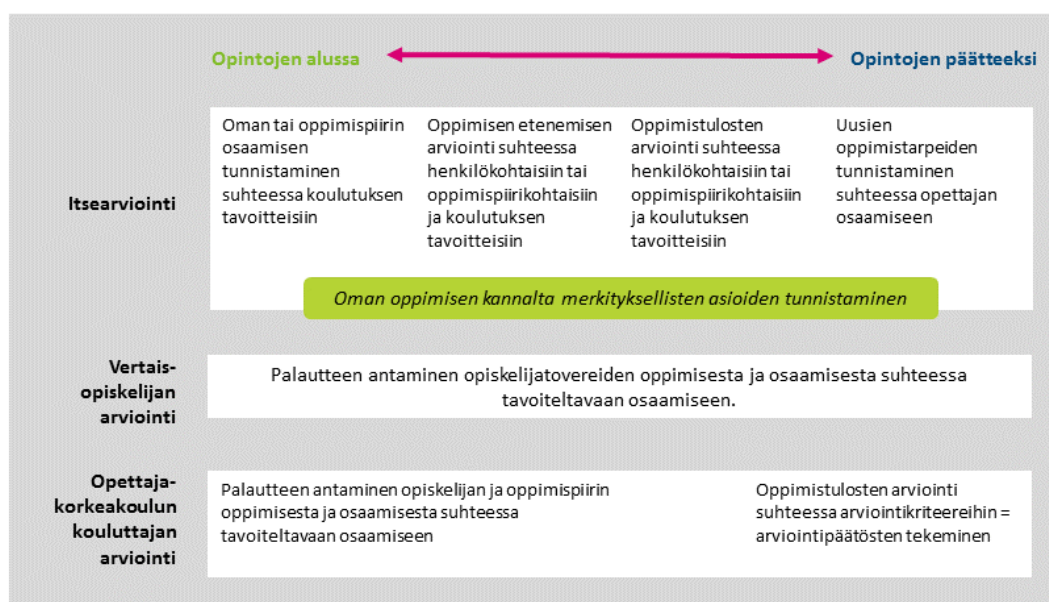 Opintojen alussa
Opintojen päätteeksi
Itsearviointi
Oman tai oppimispiirin
osaamisen
tunnistaminen
suhteessa koulutuksen
tavoitteisiin
Oppimisen etenemisen
arviointi suhteessa
henkilökohtaisiin tai
oppimispiirikohtaisiin
ja koulutuksen
tavoitteisiin
Oppimistulosten
arviointi suhteessa
henkilökohtaisiin tai
oppimispiirikohtaisiin
ja koulutuksen
tavoitteisiin
Uusien
oppimistarpeiden
tunnistaminen
suhteessa opettajan
osaamiseen
Oman oppimisen kannalta merkityksellisten asioiden tunnistaminen
Vertais-
opiskelijan
arviointi
Palautteen antaminen opiskelijatovereiden oppimisesta ja osaamisesta suhteessa
tavoiteltavaan osaamiseen.
Opettaja-
korkeakoulun
kouluttajan
arviointi
Palautteen antaminen opiskelijan ja oppimispiirin
oppimisesta ja osaamisesta suhteessa
tavoiteltavaan osaamiseen
Oppimistulosten arviointi
suhteessa arviointikriteereihin =
arviointipäätösten tekeminen